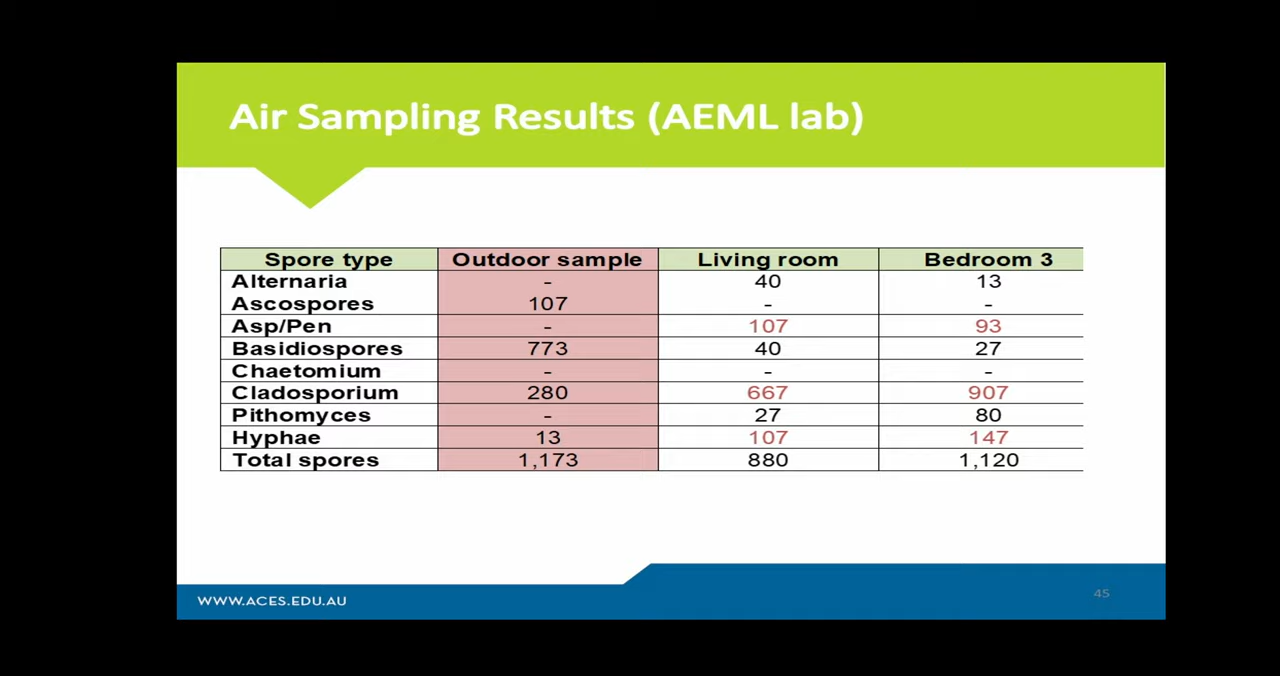 Air Sampling Results (AEML lab)
Spore type Outdoor sample Living room Bedroom 3
Alternaria - 40 13
Ascospores 107 - -
Asp/Pen - 107 93
Basidiospores 773 40 27
Chaetomium - - -
Cladosporium 280 667 907
Pithomyces - 27 80
Hyphae 13 107 147
Total spores 1,173 880 1,120
WWW.ACES.EDU.AU 45